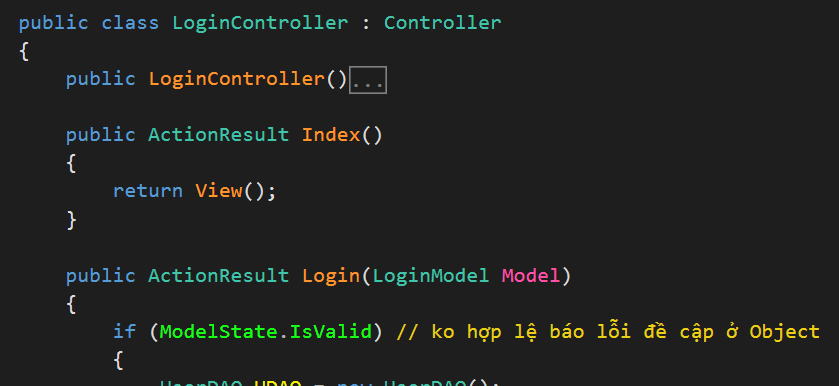 public class LoginController : Controller
{
public LoginController()...
public ActionResult Index()
{
return View();
}
public ActionResult Login(LoginModel Model)
{
if (ModelState.IsValid) // ko hợp lệ báo lỗi đề cập ở Object
{
UserDAO UDAO = new UserDAO();